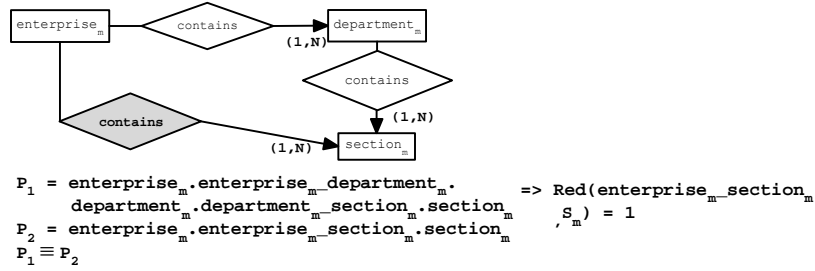 enterprise_m
contains
department_m
(1,N)
contains
contains
(1,N)
(1,N)
section_m
P_1 = enterprise_m.enterprise_m_department_m.
department_m.department_m_section_m.section_m
P_2 = enterprise_m.enterprise_m_section_m.section_m
P_1 ≡ P_2
=> Red(enterprise_m_section_m
,S_m) = 1